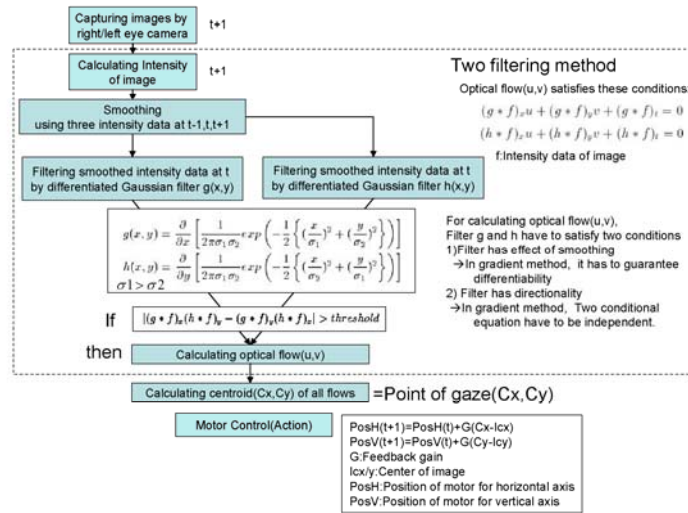 Capturing images by
right/left eye camera
t+1
Calculating Intensity
of image
t+1
Two filtering method
Optical flow(u,v) satisfies these conditions:
(g * f)ₓu + (g * f)ᵧv + (g * f)ₜ = 0
(h * f)ₓu + (h * f)ᵧv + (h * f)ₜ = 0
f:Intensity data of image
Smoothing
using three intensity data at t-1,t,t+1
Filtering smoothed intensity data at t
by differentiated Gaussian filter g(x,y)
Filtering smoothed intensity data at t
by differentiated Gaussian filter h(x,y)
g(x, y) = ∂/∂x [ 1/(2πσ₁σ₂) exp ( −1/2 { (x/σ₁)² + (y/σ₂)² } ) ]
h(x, y) = ∂/∂y [ 1/(2πσ₁σ₂) exp ( −1/2 { (x/σ₂)² + (y/σ₁)² } ) ]
σ1> σ2
For calculating optical flow(u,v),
Filter g and h have to satisfy two conditions
1)Filter has effect of smoothing
→In gradient method, it has to guarantee
differentiability
2) Filter has directionality
→In gradient method, Two conditional
equation have to be independent.
If
|(g * f)ₓ(h * f)ᵧ − (g * f)ᵧ(h * f)ₓ| > threshold
then
Calculating optical flow(u,v)
Calculating centroid(Cx,Cy) of all flows
=Point of gaze(Cx,Cy)
Motor Control(Action)
PosH(t+1)=PosH(t)+G(Cx-Icx)
PosV(t+1)=PosV(t)+G(Cy-Icy)
G:Feedback gain
Icx/y:Center of image
PosH:Position of motor for horizontal axis
PosV:Position of motor for vertical axis